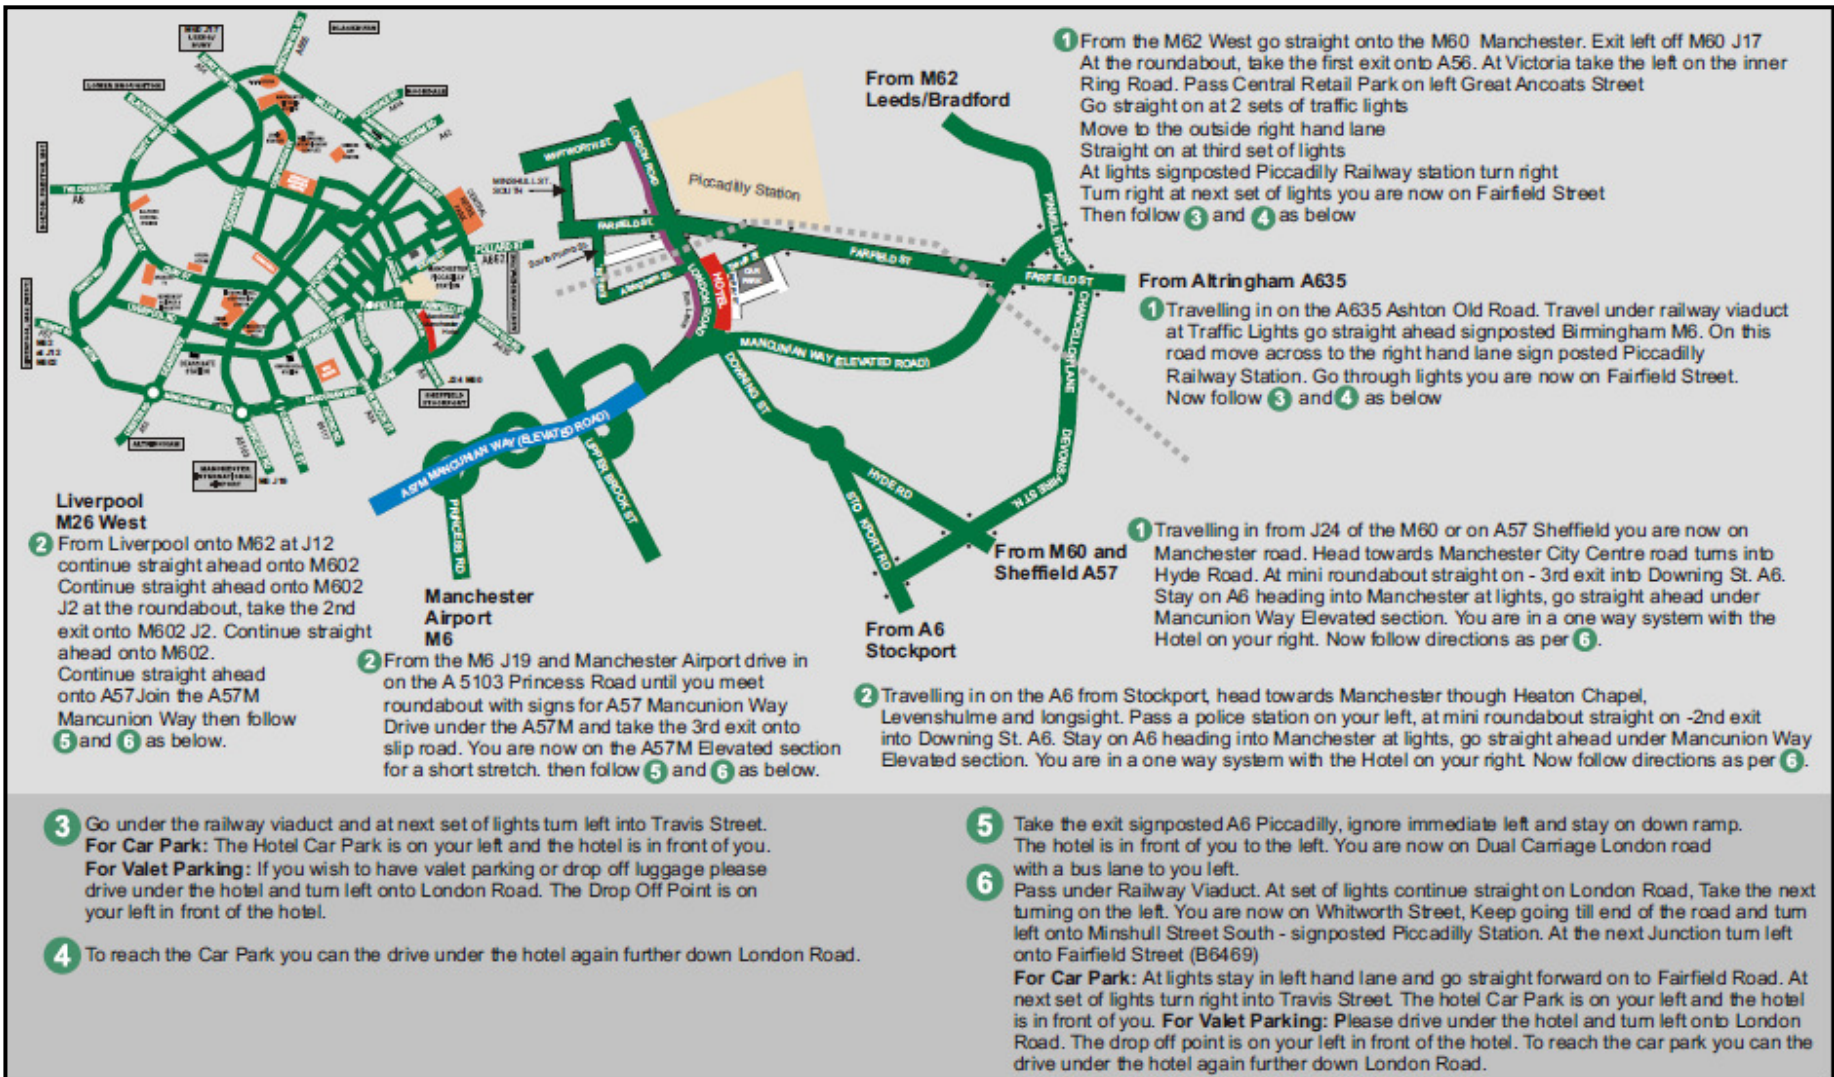 From M62
Leeds/Bradford
1 From the M62 West go straight onto the M60 Manchester. Exit left off M60 J17
At the roundabout, take the first exit onto A56. At Victoria take the left on the inner
Ring Road. Pass Central Retail Park on left Great Ancoats Street
Go straight on at 2 sets of traffic lights
Move to the outside right hand lane
Straight on at third set of lights
At lights signposted Piccadilly Railway station turn right
Turn right at next set of lights you are now on Fairfield Street
Then follow 3 and 4 as below
From Altringham A635
1 Travelling in on the A635 Ashton Old Road. Travel under railway viaduct
at Traffic Lights go straight ahead signposted Birmingham M6. On this
road move across to the right hand lane sign posted Piccadilly
Railway Station. Go through lights you are now on Fairfield Street.
Now follow 3 and 4 as below
WHITWORTH ST.
LONDON ROAD
Piccadilly Station
MINSHULL ST.
SOUTH
FAIRFIELD ST.
FAIRFIELD ST
FAIRFIELD ST
PINMILL BROW
HOTEL
CAR
PARK
LONDON ROAD
MANCUNIAN WAY (ELEVATED ROAD)
DOWNING ST
CHANCELLOR LANE
DEVONS-HIRE ST N.
HYDE RD
STO KPORT RD
A57M MANCUNIAN WAY (ELEVATED ROAD)
UPPER BROOK ST
PRINCESS RD
POLLARD ST
A662
THE CRESCENT
A6
J24 M60
SHEFFIELD
STOCKPORT
ALTRINCHAM
MANCHESTER
INTERNATIONAL
AIRPORT
M6 J19
Liverpool
M26 West
2 From Liverpool onto M62 at J12
continue straight ahead onto M602
Continue straight ahead onto M602
J2 at the roundabout, take the 2nd
exit onto M602 J2. Continue straight
ahead onto M602.
Continue straight ahead
onto A57Join the A57M
Mancunion Way then follow
5 and 6 as below.
Manchester
Airport
M6
2 From the M6 J19 and Manchester Airport drive in
on the A 5103 Princess Road until you meet
roundabout with signs for A57 Mancunion Way
Drive under the A57M and take the 3rd exit onto
slip road. You are now on the A57M Elevated section
for a short stretch. then follow 5 and 6 as below.
From M60 and
Sheffield A57
1 Travelling in from J24 of the M60 or on A57 Sheffield you are now on
Manchester road. Head towards Manchester City Centre road turns into
Hyde Road. At mini roundabout straight on - 3rd exit into Downing St. A6.
Stay on A6 heading into Manchester at lights, go straight ahead under
Mancunion Way Elevated section. You are in a one way system with the
Hotel on your right. Now follow directions as per 6.
From A6
Stockport
2 Travelling in on the A6 from Stockport, head towards Manchester though Heaton Chapel,
Levenshulme and longsight. Pass a police station on your left, at mini roundabout straight on -2nd exit
into Downing St. A6. Stay on A6 heading into Manchester at lights, go straight ahead under Mancunion Way
Elevated section. You are in a one way system with the Hotel on your right. Now follow directions as per 6.
3 Go under the railway viaduct and at next set of lights turn left into Travis Street.
For Car Park: The Hotel Car Park is on your left and the hotel is in front of you.
For Valet Parking: If you wish to have valet parking or drop off luggage please
drive under the hotel and turn left onto London Road. The Drop Off Point is on
your left in front of the hotel.
4 To reach the Car Park you can the drive under the hotel again further down London Road.
5 Take the exit signposted A6 Piccadilly, ignore immediate left and stay on down ramp.
The hotel is in front of you to the left. You are now on Dual Carriage London road
with a bus lane to you left.
6 Pass under Railway Viaduct. At set of lights continue straight on London Road, Take the next
turning on the left. You are now on Whitworth Street, Keep going till end of the road and turn
left onto Minshull Street South - signposted Piccadilly Station. At the next Junction turn left
onto Fairfield Street (B6469)
For Car Park: At lights stay in left hand lane and go straight forward on to Fairfield Road. At
next set of lights turn right into Travis Street. The hotel Car Park is on your left and the hotel
is in front of you. For Valet Parking: Please drive under the hotel and turn left onto London
Road. The drop off point is on your left in front of the hotel. To reach the car park you can the
drive under the hotel again further down London Road.